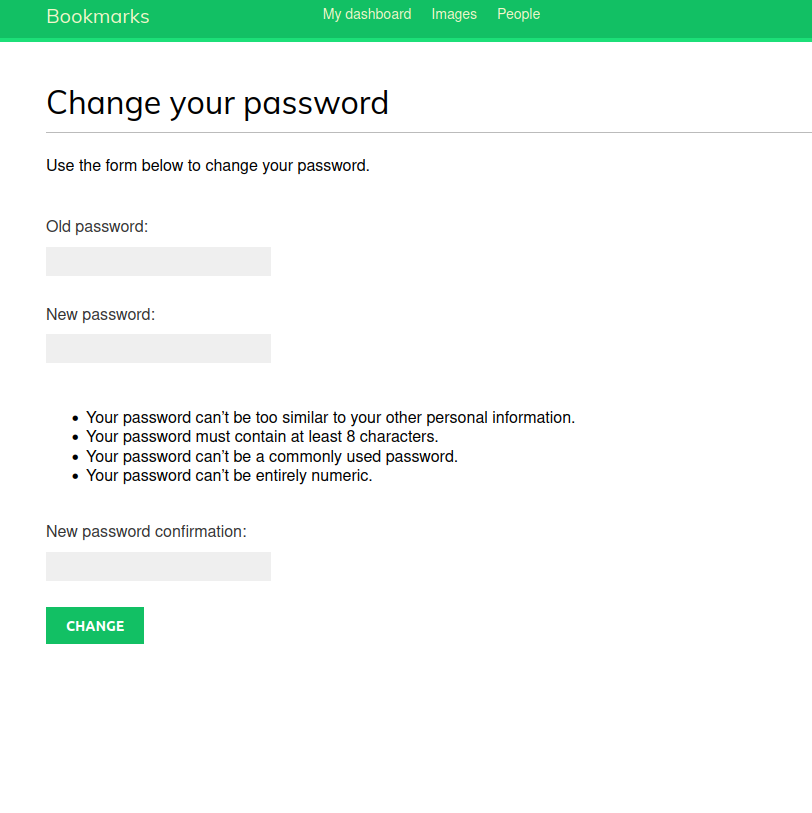 Bookmarks My dashboard Images People
Change your password
Use the form below to change your password.
Old password:
New password:
• Your password can’t be too similar to your other personal information.
• Your password must contain at least 8 characters.
• Your password can’t be a commonly used password.
• Your password can’t be entirely numeric.
New password confirmation:
CHANGE